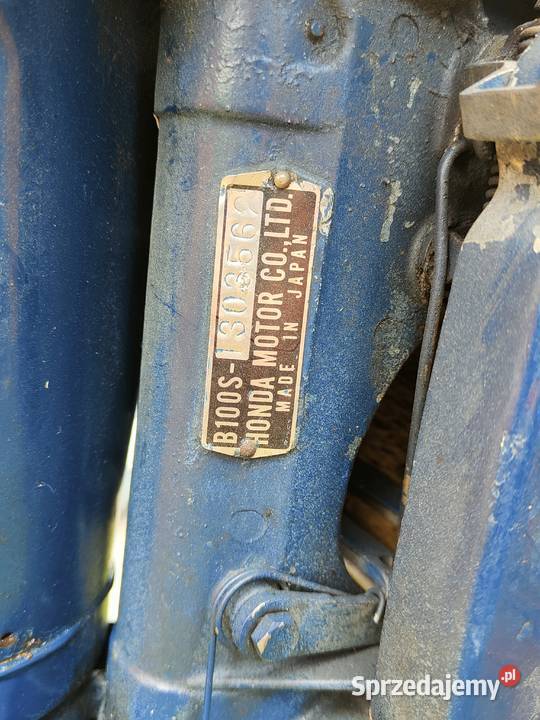 B100S-1303562
HONDA MOTOR CO.,LTD.
MADE IN JAPAN
Sprzedajemy.pl